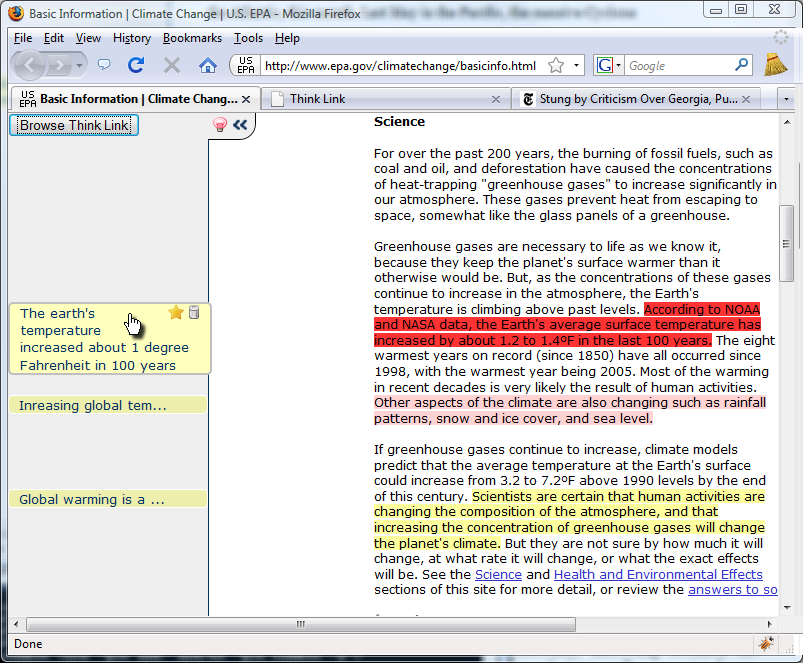 Basic Information | Climate Change | U.S. EPA - Mozilla Firefox
File Edit View History Bookmarks Tools Help
US EPA http://www.epa.gov/climatechange/basicinfo.html G Google
US EPA Basic Information | Climate Chang... Think Link Stung by Criticism Over Georgia, Pu...
Browse Think Link
Science
For over the past 200 years, the burning of fossil fuels, such as
coal and oil, and deforestation have caused the concentrations
of heat-trapping "greenhouse gases" to increase significantly in
our atmosphere. These gases prevent heat from escaping to
space, somewhat like the glass panels of a greenhouse.
Greenhouse gases are necessary to life as we know it,
because they keep the planet's surface warmer than it
otherwise would be. But, as the concentrations of these gases
continue to increase in the atmosphere, the Earth's
temperature is climbing above past levels. According to NOAA
and NASA data, the Earth's average surface temperature has
increased by about 1.2 to 1.4ºF in the last 100 years. The eight
warmest years on record (since 1850) have all occurred since
1998, with the warmest year being 2005. Most of the warming
in recent decades is very likely the result of human activities.
Other aspects of the climate are also changing such as rainfall
patterns, snow and ice cover, and sea level.
If greenhouse gases continue to increase, climate models
predict that the average temperature at the Earth's surface
could increase from 3.2 to 7.2ºF above 1990 levels by the end
of this century. Scientists are certain that human activities are
changing the composition of the atmosphere, and that
increasing the concentration of greenhouse gases will change
the planet's climate. But they are not sure by how much it will
change, at what rate it will change, or what the exact effects
will be. See the Science and Health and Environmental Effects
sections of this site for more detail, or review the answers to so
The earth's
temperature
increased about 1 degree
Fahrenheit in 100 years
Inreasing global tem...
Global warming is a ...
Done